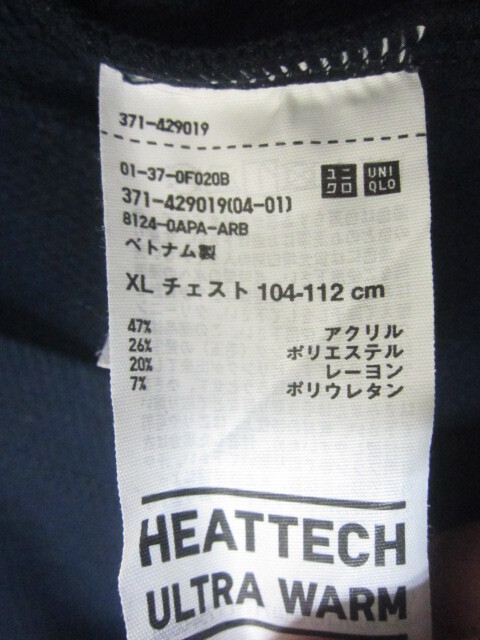 371-429019
01-37-0F020B
ユニクロ UNIQLO
371-429019(04-01)
8124-0APA-ARB
ベトナム製
XL チェスト 104-112 cm
47% アクリル
26% ポリエステル
20% レーヨン
7% ポリウレタン
HEATTECH
ULTRA WARM